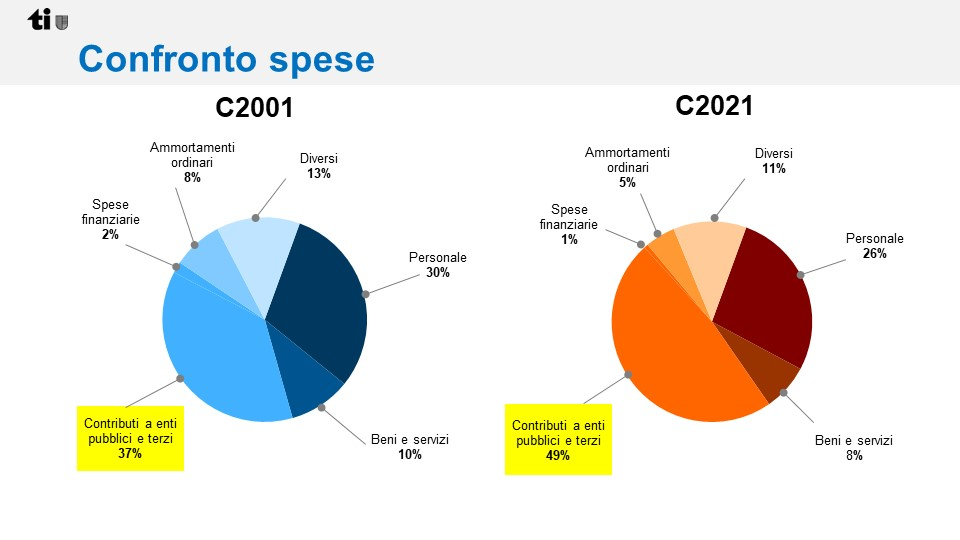 ti
Confronto spese
C2001
Ammortamenti
ordinari
8%
Diversi
13%
Spese
finanziarie
2%
Personale
30%
Contributi a enti
pubblici e terzi
37%
Beni e servizi
10%
C2021
Ammortamenti
ordinari
5%
Diversi
11%
Spese
finanziarie
1%
Personale
26%
Contributi a enti
pubblici e terzi
49%
Beni e servizi
8%